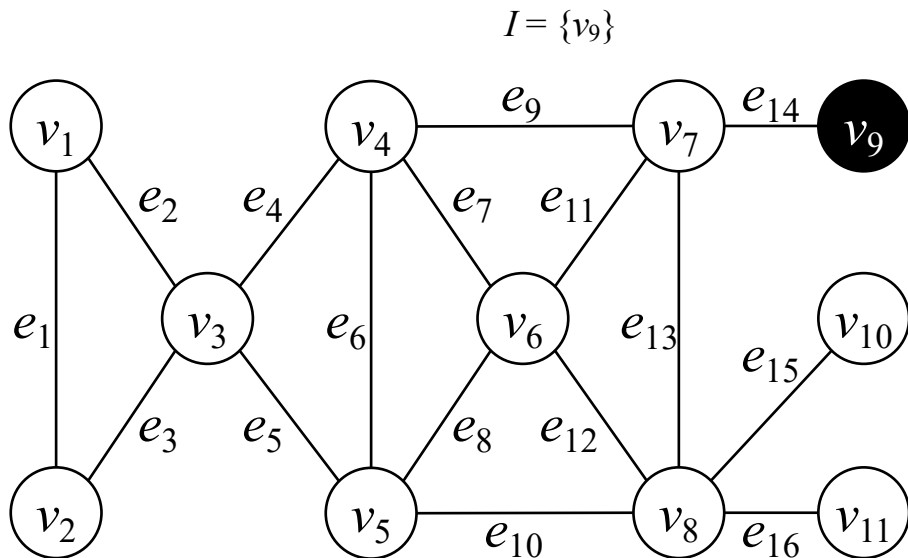 I = {v₉}
e₉ e₁₄
v₁ v₄ v₇ v₉
e₂ e₄ e₇ e₁₁
e₁ v₃ e₆ v₆ e₁₃ v₁₀
e₁₅
e₃ e₅ e₈ e₁₂
v₂ v₅ v₈ v₁₁
e₁₀ e₁₆